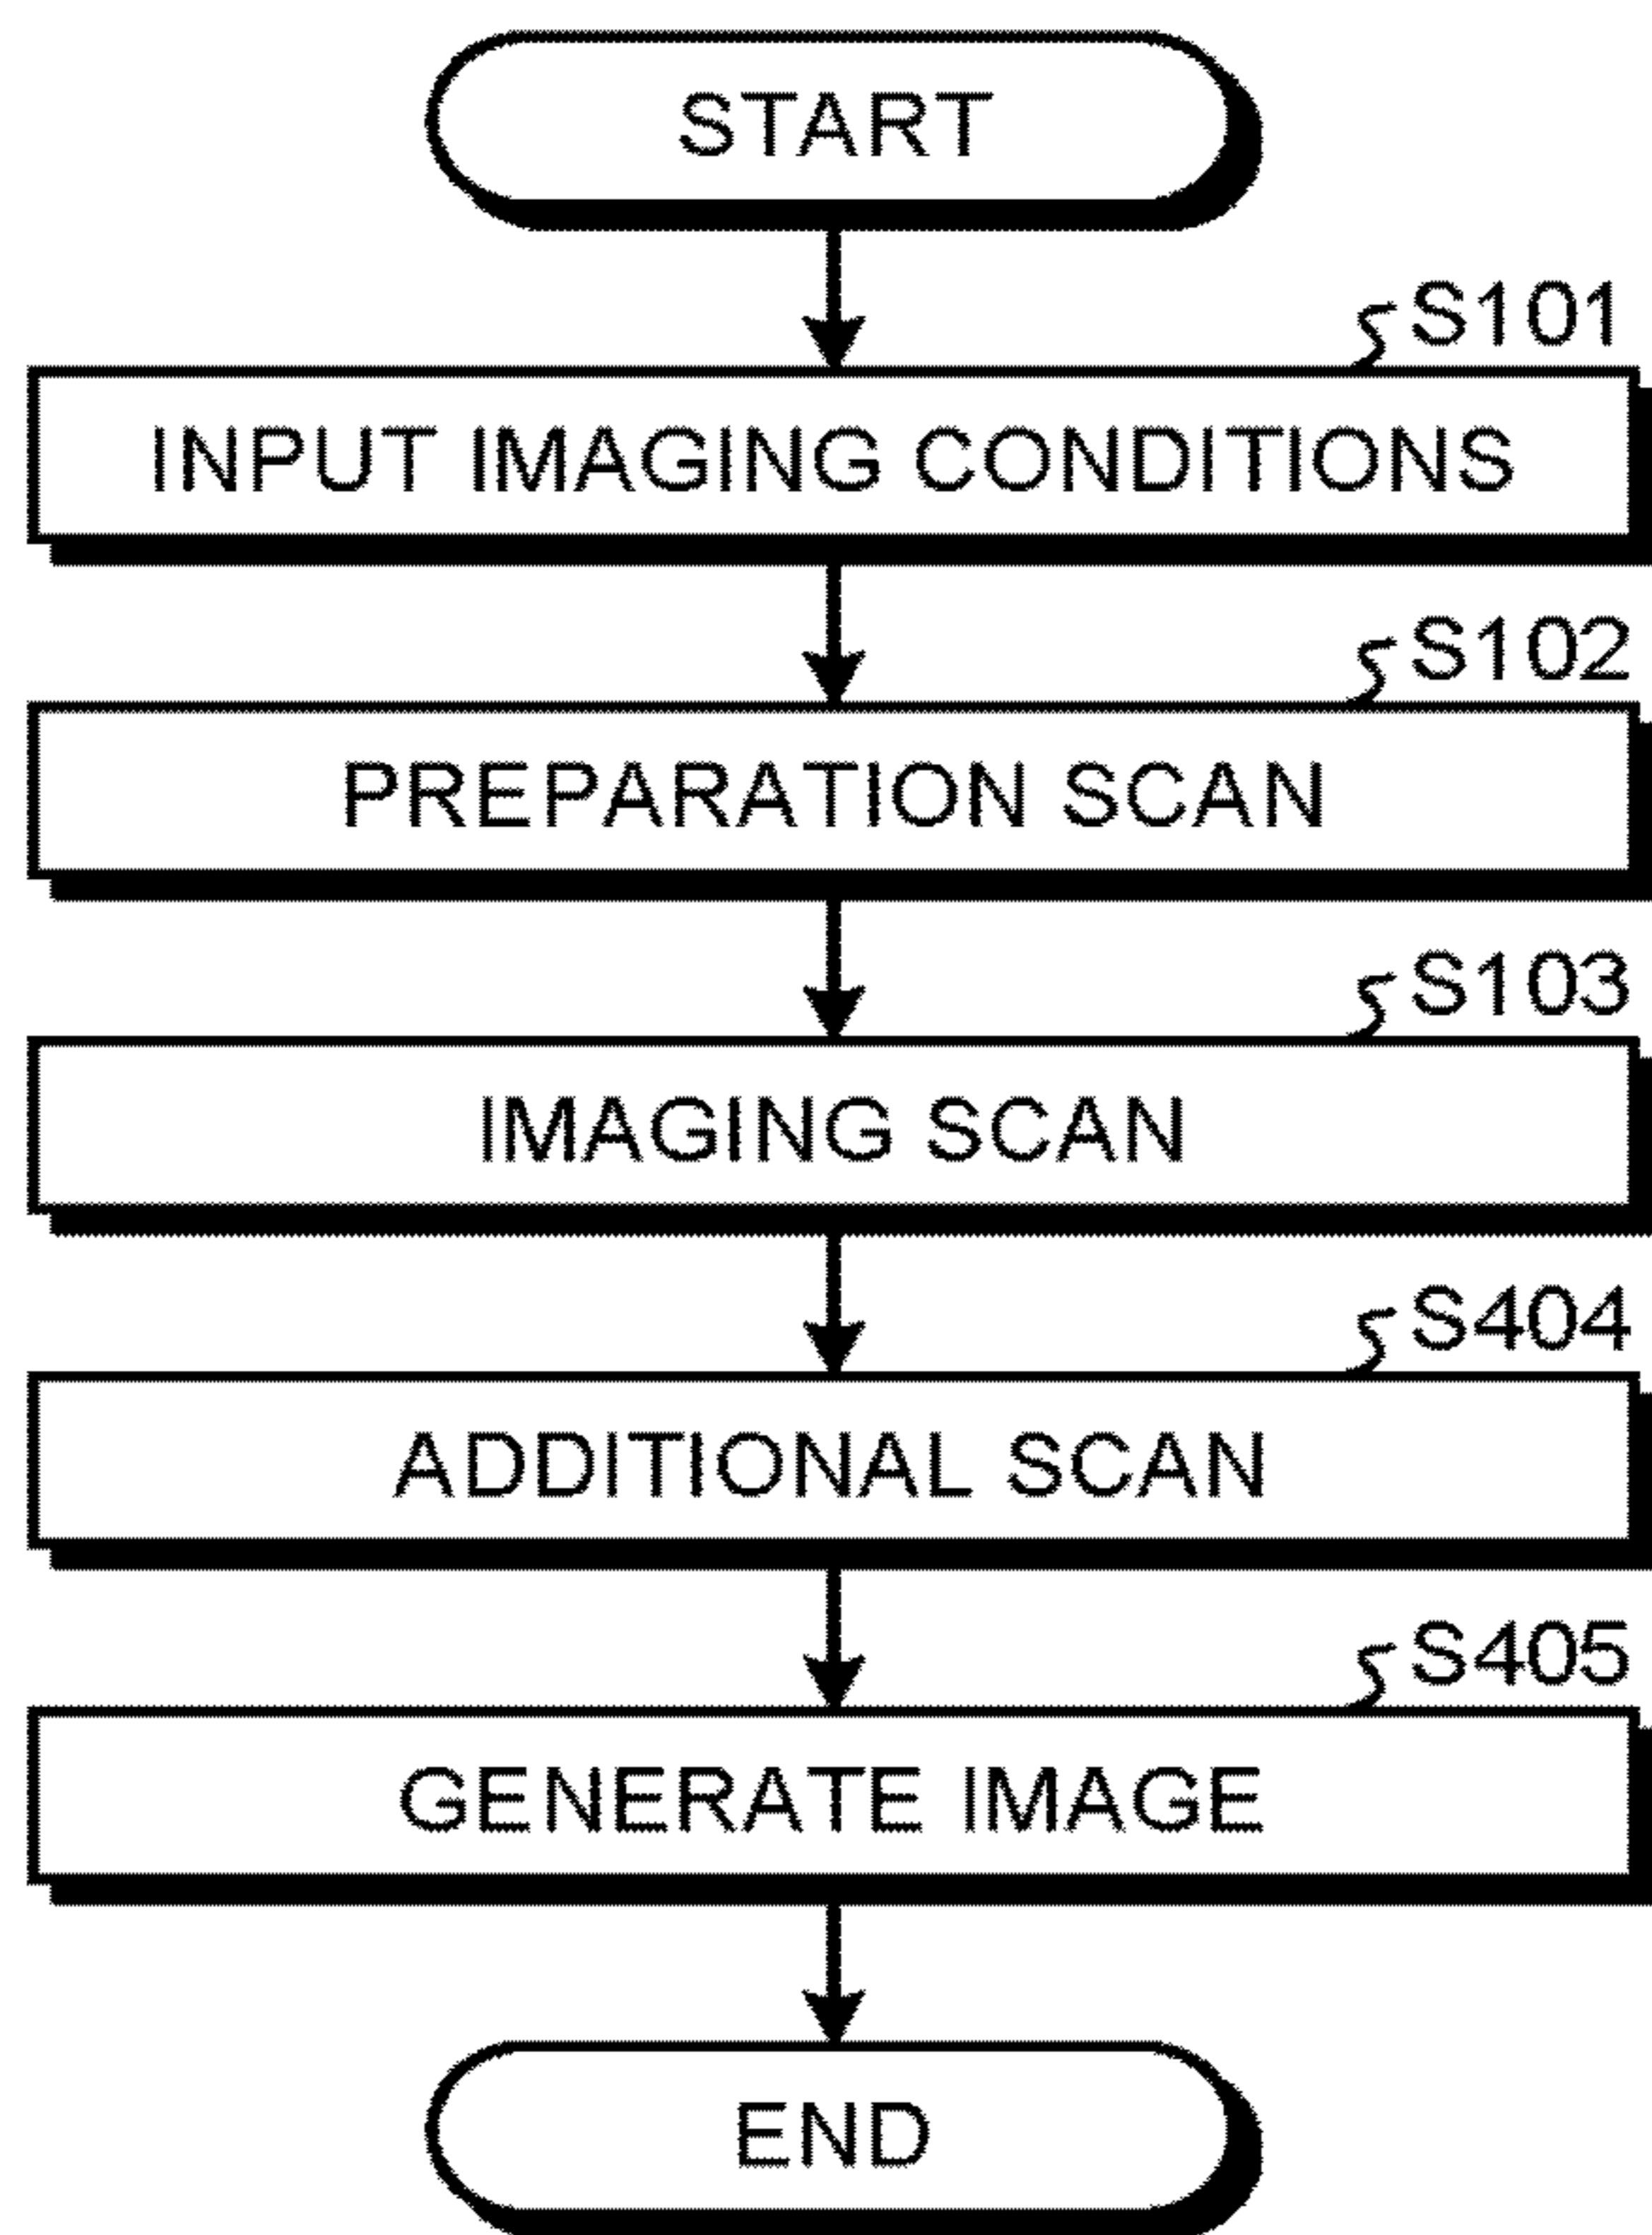 START
S101
INPUT IMAGING CONDITIONS
S102
PREPARATION SCAN
S103
IMAGING SCAN
S404
ADDITIONAL SCAN
S405
GENERATE IMAGE
END